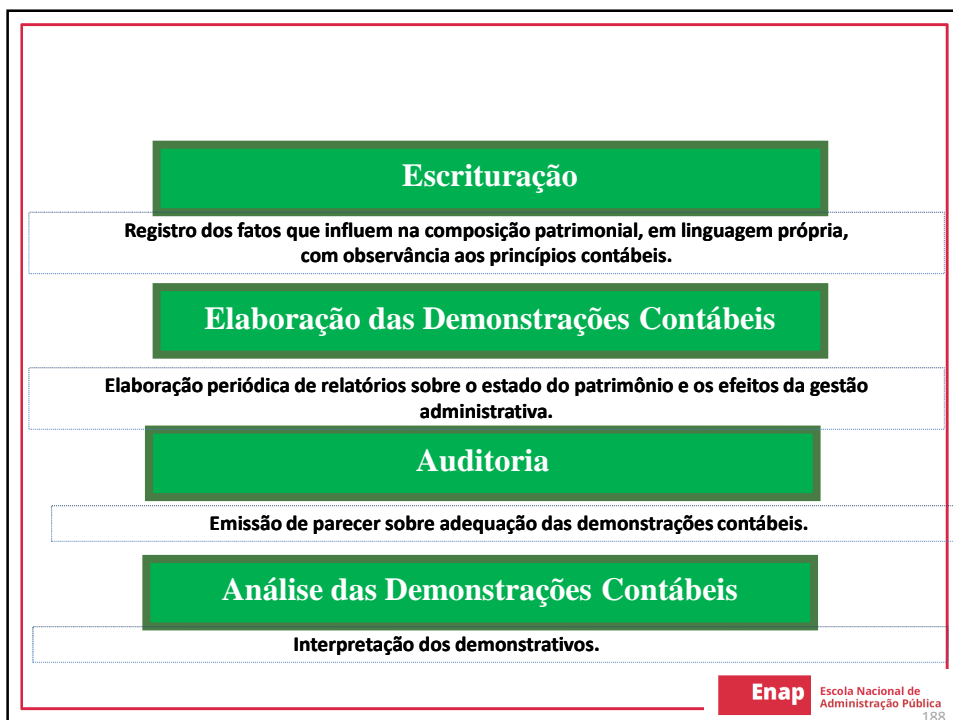 Escrituração
Registro dos fatos que influem na composição patrimonial, em linguagem própria,
com observância aos princípios contábeis.
Elaboração das Demonstrações Contábeis
Elaboração periódica de relatórios sobre o estado do patrimônio e os efeitos da gestão
administrativa.
Auditoria
Emissão de parecer sobre adequação das demonstrações contábeis.
Análise das Demonstrações Contábeis
Interpretação dos demonstrativos.
Enap
Escola Nacional de
Administração Pública
188